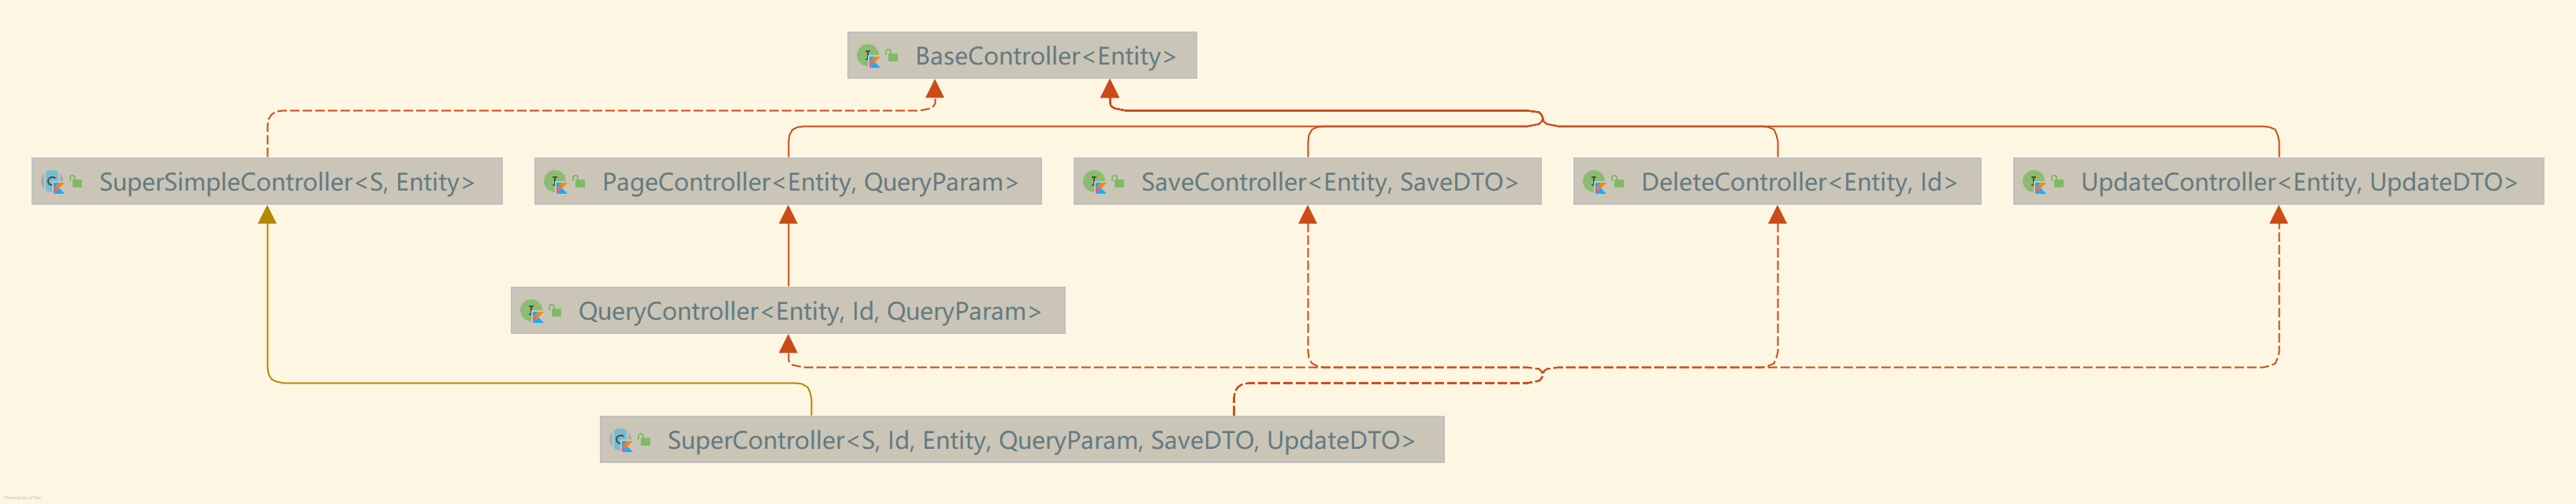 BaseController<Entity>
SuperSimpleController<S, Entity>
PageController<Entity, QueryParam>
SaveController<Entity, SaveDTO>
DeleteController<Entity, Id>
UpdateController<Entity, UpdateDTO>
QueryController<Entity, Id, QueryParam>
SuperController<S, Id, Entity, QueryParam, SaveDTO, UpdateDTO>
Powered by yFiles